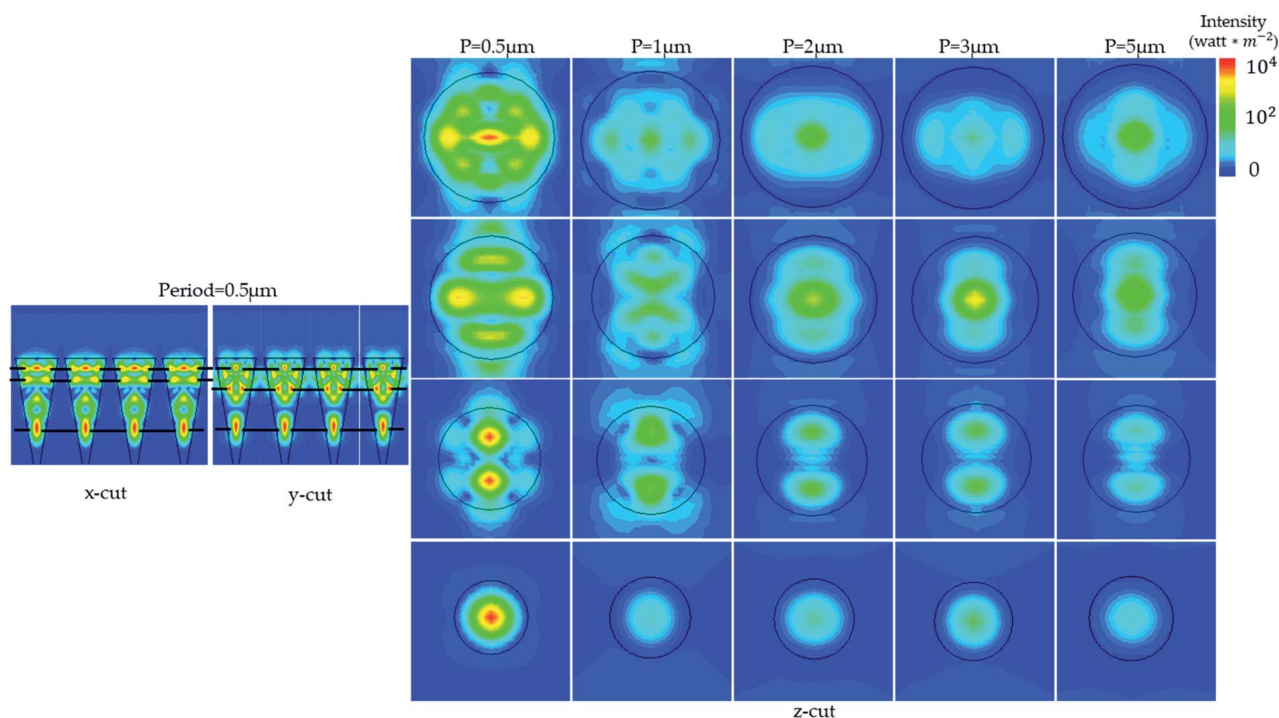 Intensity
(watt * m⁻²)
P=0.5μm P=1μm P=2μm P=3μm P=5μm
10⁴
10²
0
Period=0.5μm
x-cut y-cut
z-cut